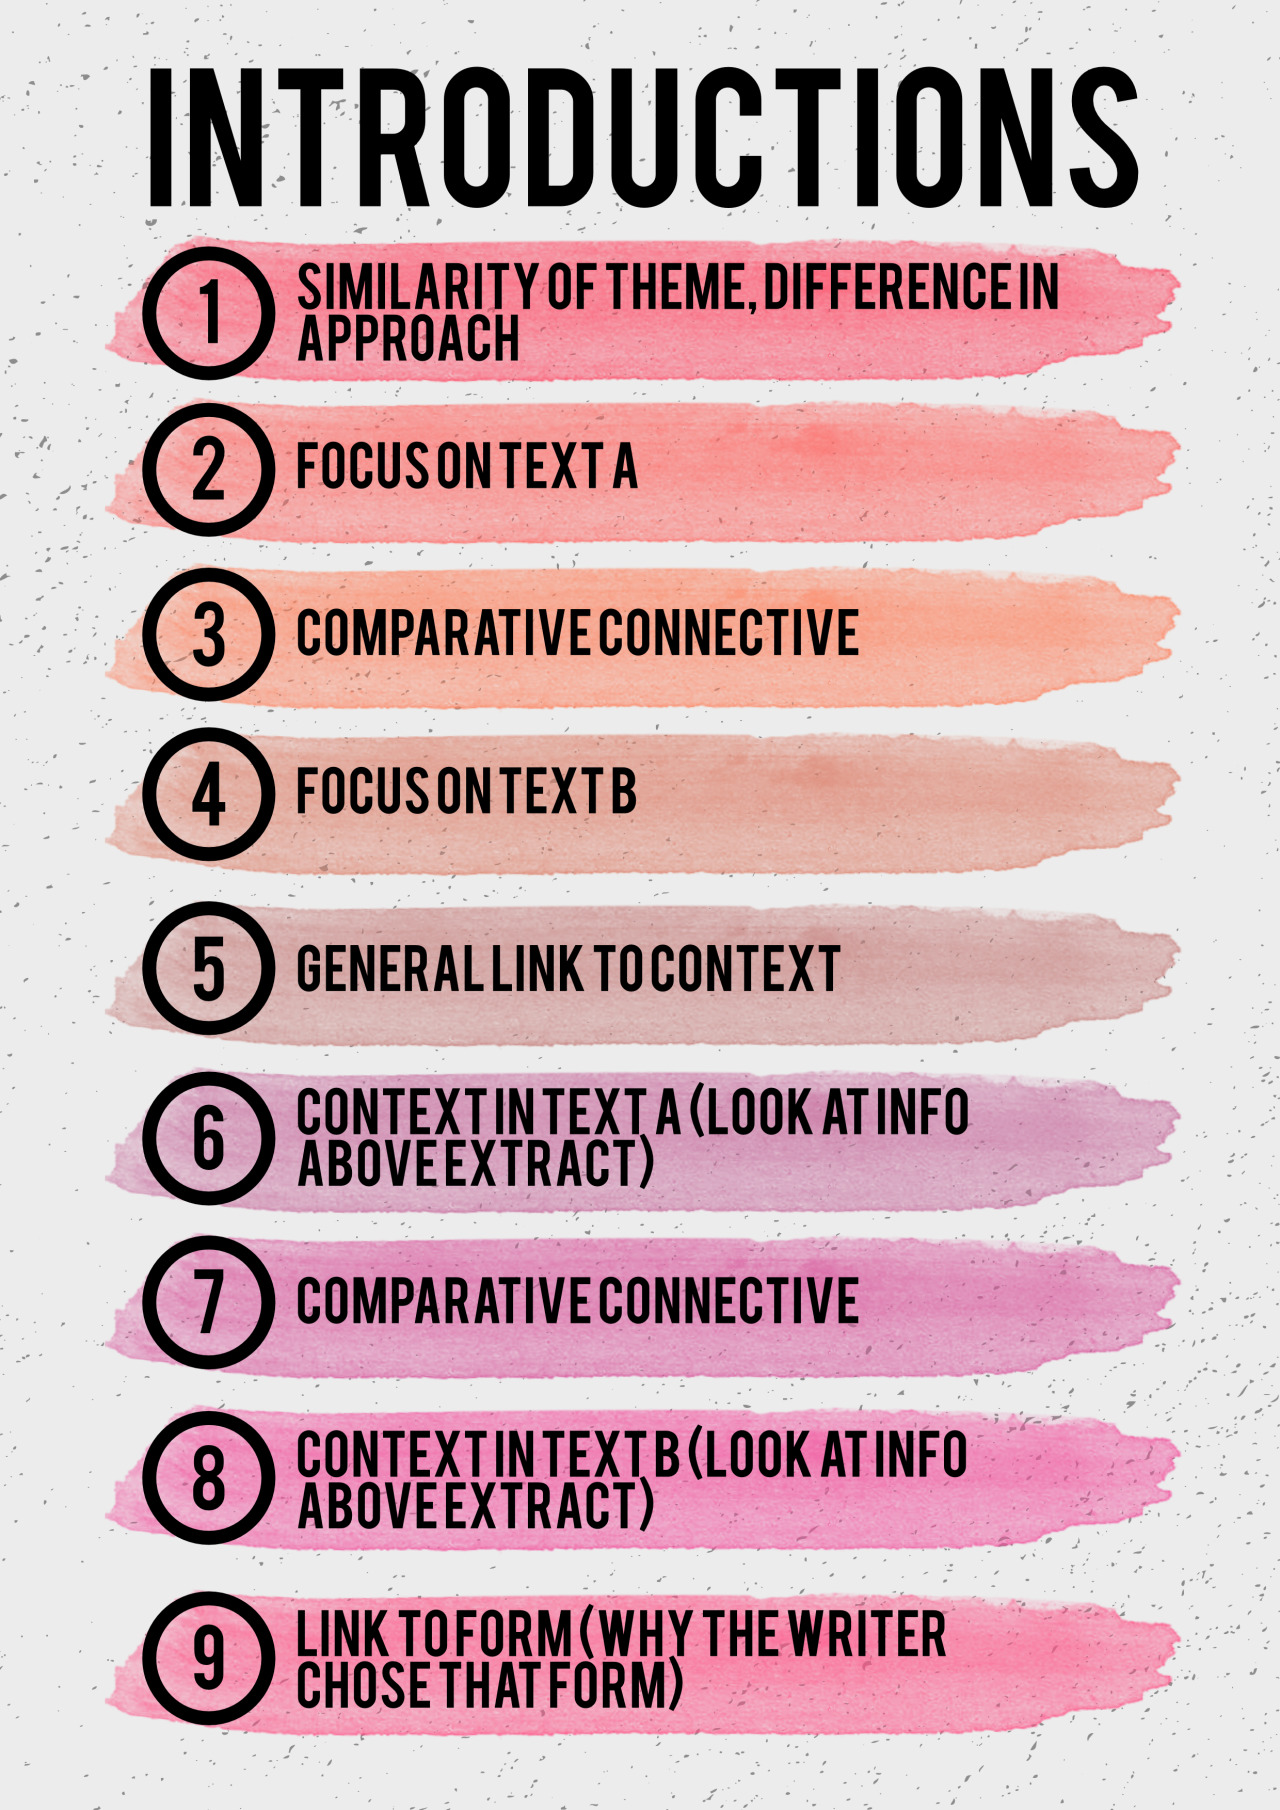 INTRODUCTIONS
1 SIMILARITY OF THEME, DIFFERENCE IN
APPROACH
2 FOCUS ON TEXT A
3 COMPARATIVE CONNECTIVE
4 FOCUS ON TEXT B
5 GENERAL LINK TO CONTEXT
6 CONTEXT IN TEXT A (LOOK AT INFO
ABOVE EXTRACT)
7 COMPARATIVE CONNECTIVE
8 CONTEXT IN TEXT B (LOOK AT INFO
ABOVE EXTRACT)
9 LINK TO FORM (WHY THE WRITER
CHOSE THAT FORM)